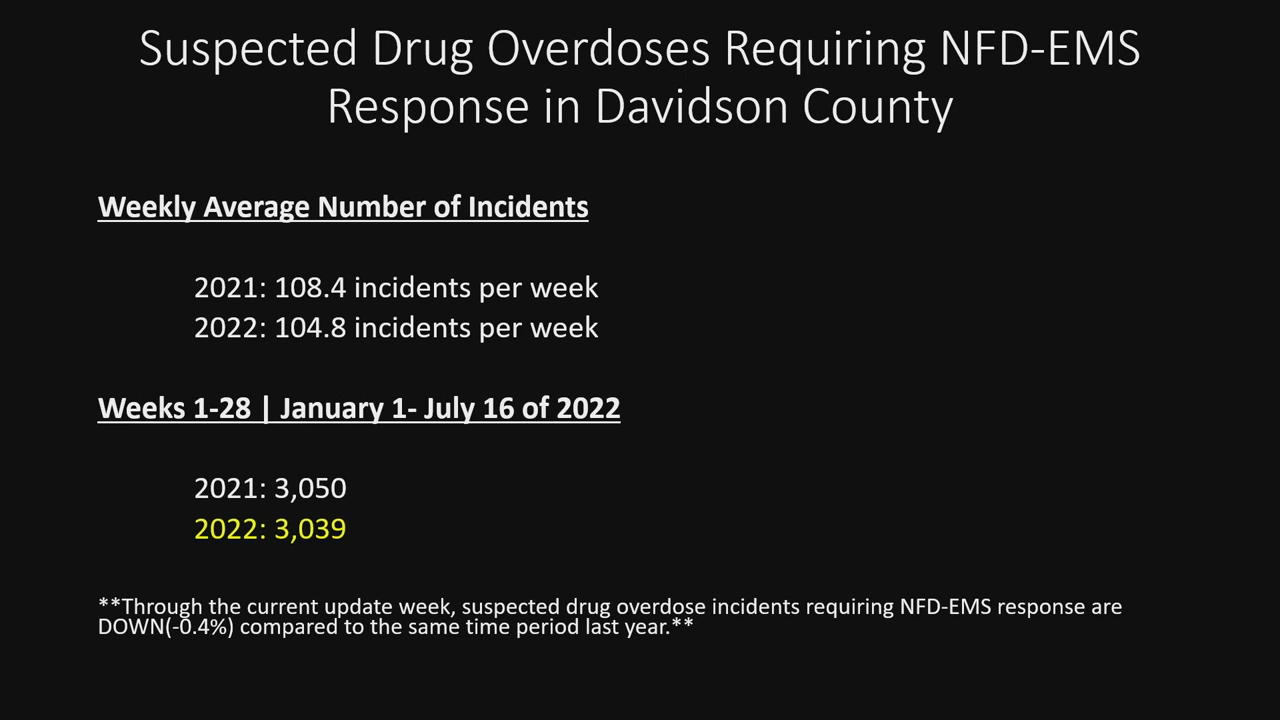 Suspected Drug Overdoses Requiring NFD-EMS
Response in Davidson County
Weekly Average Number of Incidents
2021: 108.4 incidents per week
2022: 104.8 incidents per week
Weeks 1-28 | January 1- July 16 of 2022
2021: 3,050
2022: 3,039
**Through the current update week, suspected drug overdose incidents requiring NFD-EMS response are
DOWN(-0.4%) compared to the same time period last year.**